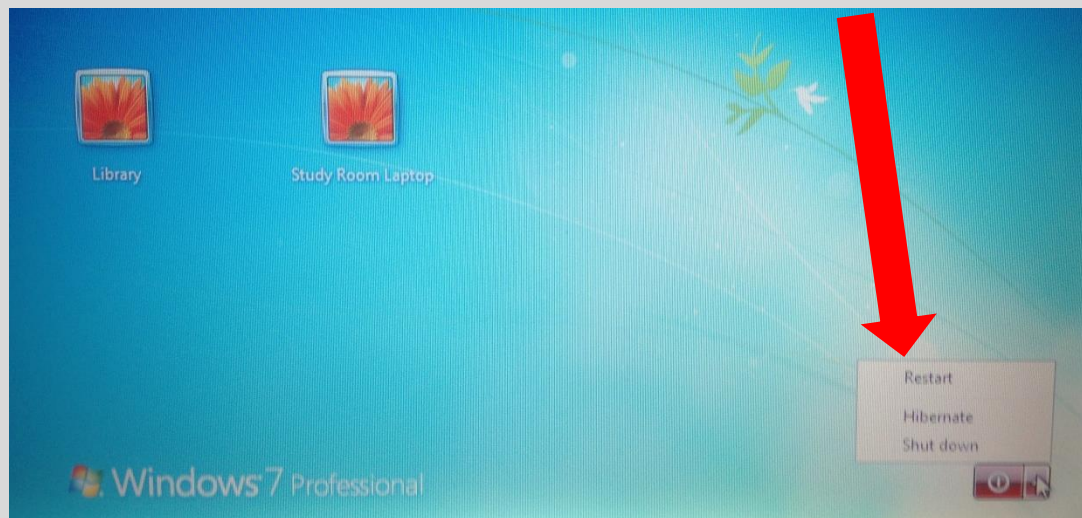 Library
Study Room Laptop
Restart
Hibernate
Shut down
Windows 7 Professional